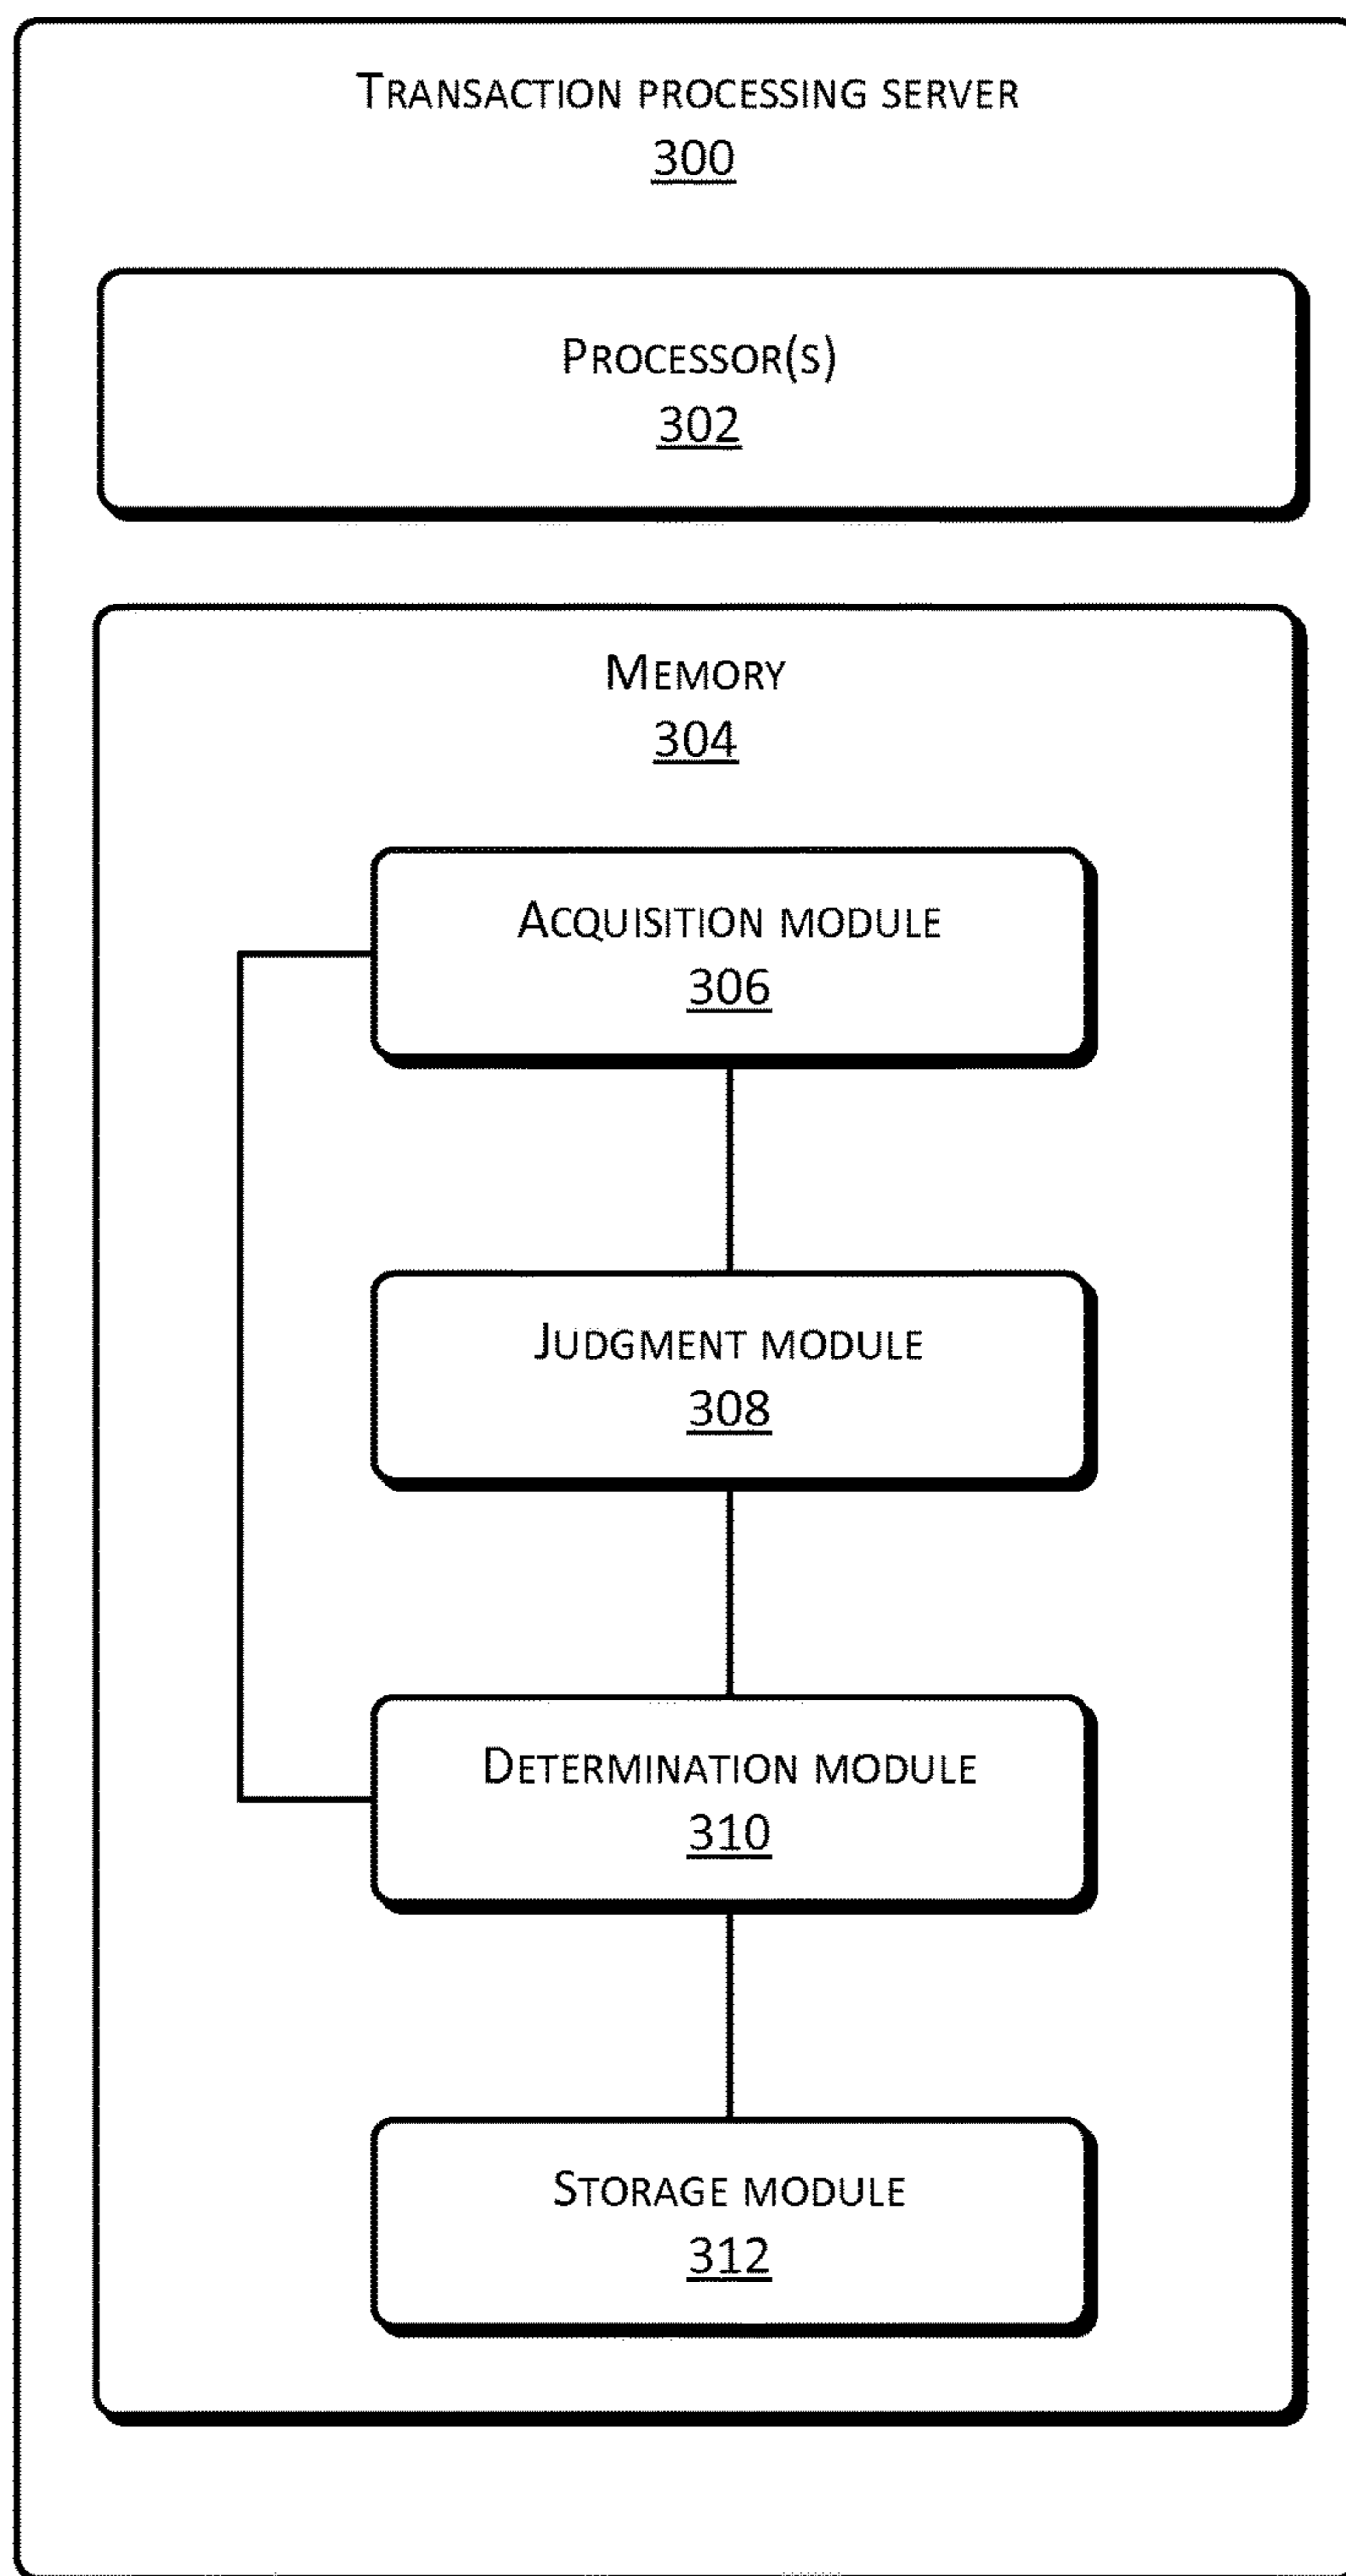 TRANSACTION PROCESSING SERVER
300
PROCESSOR(S)
302
MEMORY
304
ACQUISITION MODULE
306
JUDGMENT MODULE
308
DETERMINATION MODULE
310
STORAGE MODULE
312